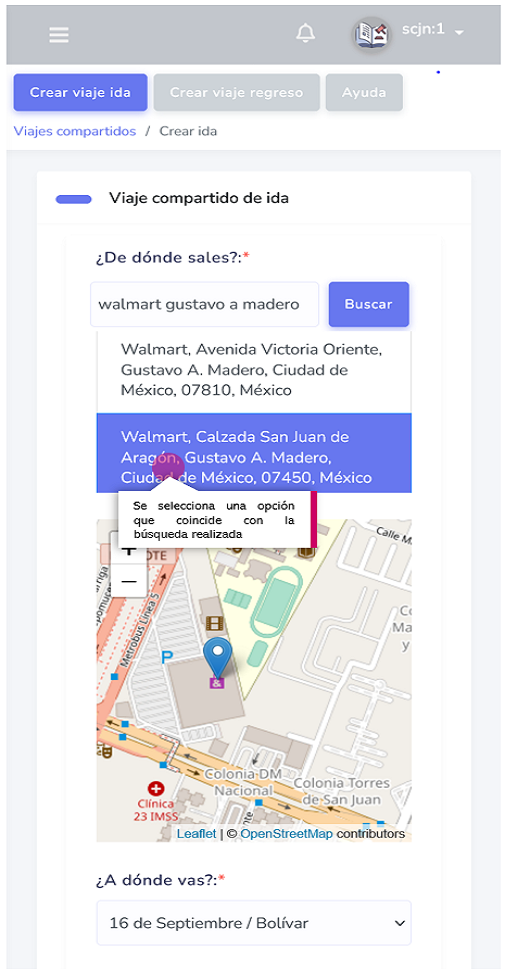 scjn:1
Crear viaje ida
Crear viaje regreso
Ayuda
Viajes compartidos / Crear ida
Viaje compartido de ida
¿De dónde sales?:*
walmart gustavo a madero
Buscar
Walmart, Avenida Victoria Oriente,
Gustavo A. Madero, Ciudad de
México, 07810, México
Walmart, Calzada San Juan de
Aragón, Gustavo A. Madero,
Ciudad de México, 07450, México
Se selecciona una opción
que coincide con la
búsqueda realizada
+
−
Calle M.
Metrobús Línea 5
P
Colonia DM
Nacional
Colonia Torres
de San Juan
Clínica
23 IMSS
Leaflet | © OpenStreetMap contributors
¿A dónde vas?:*
16 de Septiembre / Bolívar